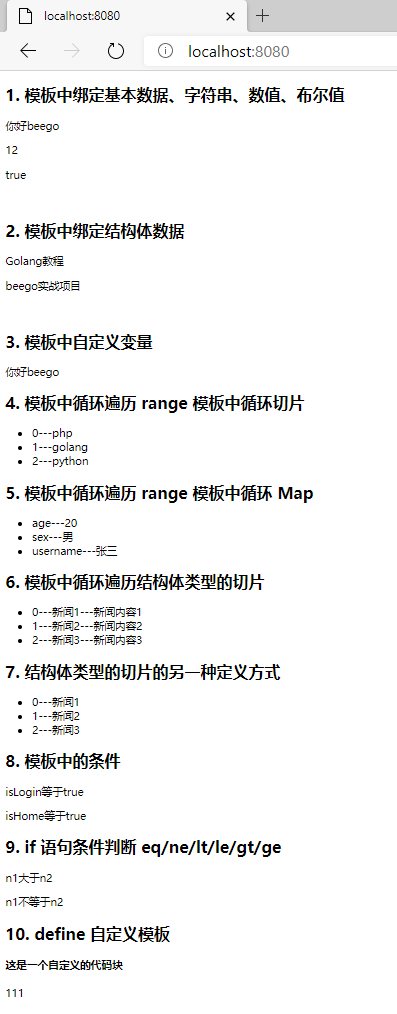 localhost:8080
localhost:8080
1. 模板中绑定基本数据、字符串、数值、布尔值
你好beego
12
true
2. 模板中绑定结构体数据
Golang教程
beego实战项目
3. 模板中自定义变量
你好beego
4. 模板中循环遍历 range 模板中循环切片
0---php
1---golang
2---python
5. 模板中循环遍历 range 模板中循环 Map
age---20
sex---男
username---张三
6. 模板中循环遍历结构体类型的切片
0---新闻1---新闻内容1
1---新闻2---新闻内容2
2---新闻3---新闻内容3
7. 结构体类型的切片的另一种定义方式
0---新闻1
1---新闻2
2---新闻3
8. 模板中的条件
isLogin等于true
isHome等于true
9. if 语句条件判断 eq/ne/lt/le/gt/ge
n1大于n2
n1不等于n2
10. define 自定义模板
这是一个自定义的代码块
111